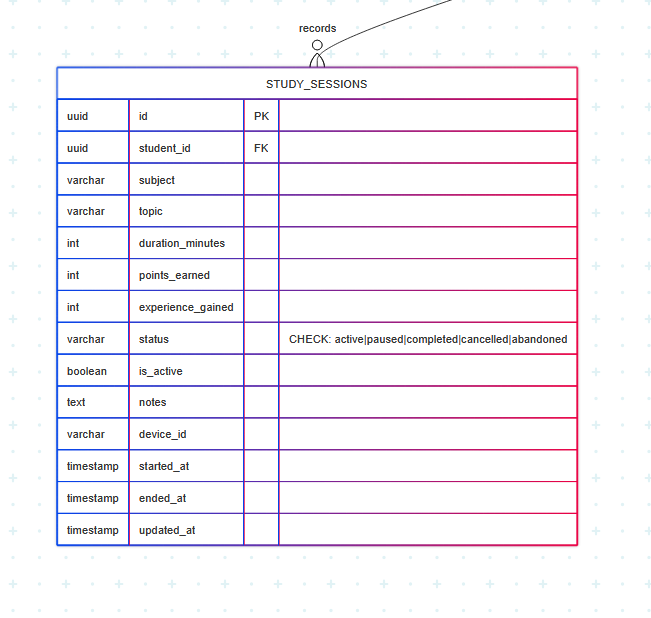 records
STUDY_SESSIONS
uuid id PK
uuid student_id FK
varchar subject
varchar topic
int duration_minutes
int points_earned
int experience_gained
varchar status CHECK: active|paused|completed|cancelled|abandoned
boolean is_active
text notes
varchar device_id
timestamp started_at
timestamp ended_at
timestamp updated_at